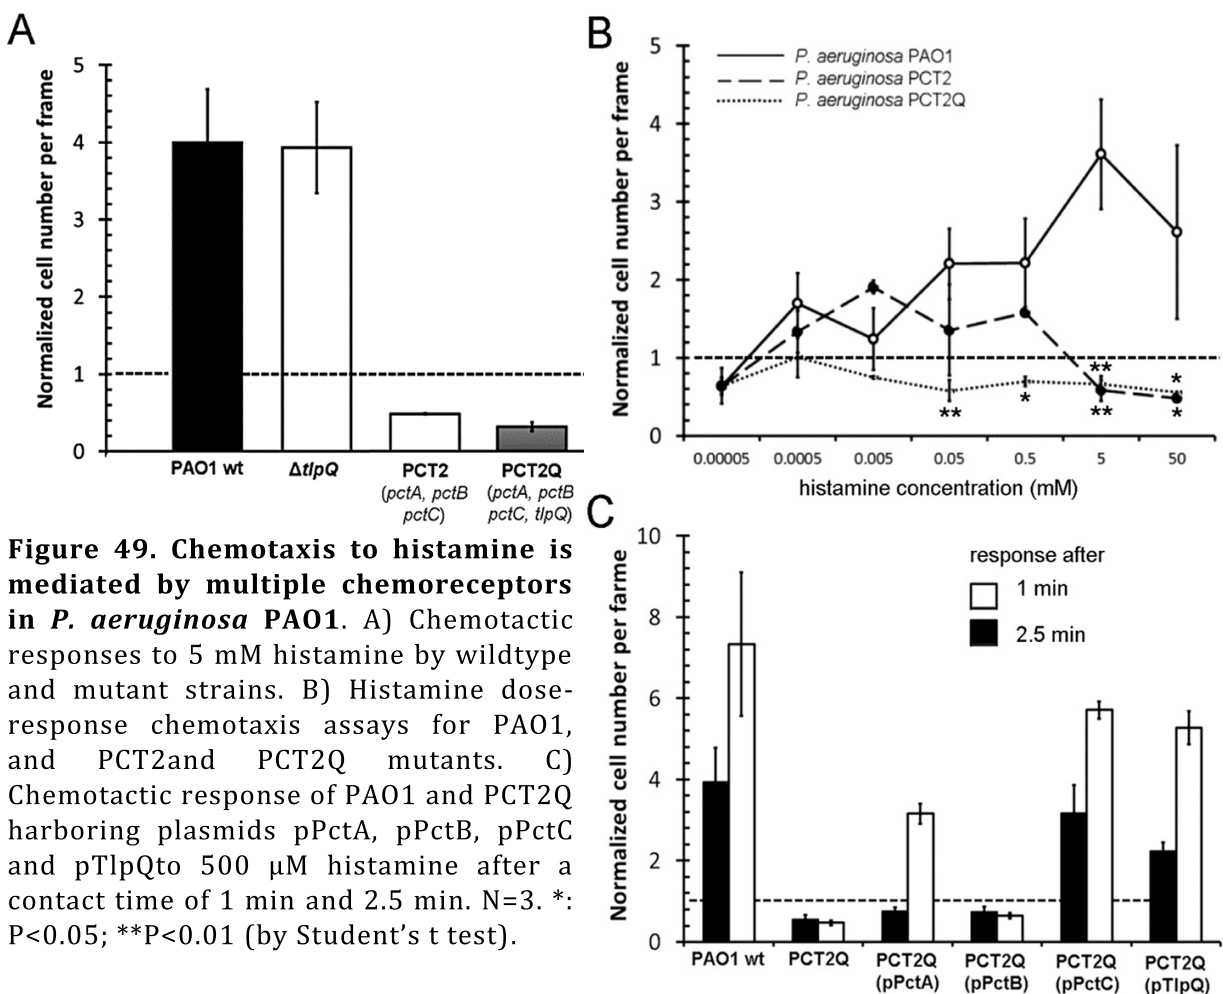 A
Normalized cell number per frame
5
4
3
2
1
0
PAO1 wt
ΔtlpQ
PCT2
(pctA, pctB
pctC)
PCT2Q
(pctA, pctB
pctC, tlpQ)
B
Normalized cell number per frame
5
4
3
2
1
0
P. aeruginosa PAO1
P. aeruginosa PCT2
P. aeruginosa PCT2Q
**
*
**
*
**
*
0.00005 0.0005 0.005 0.05 0.5 5 50
histamine concentration (mM)
Figure 49. Chemotaxis to histamine is
mediated by multiple chemoreceptors
in P. aeruginosa PAO1. A) Chemotactic
responses to 5 mM histamine by wildtype
and mutant strains. B) Histamine dose-
response chemotaxis assays for PAO1,
and PCT2and PCT2Q mutants. C)
Chemotactic response of PAO1 and PCT2Q
harboring plasmids pPctA, pPctB, pPctC
and pTlpQto 500 μM histamine after a
contact time of 1 min and 2.5 min. N=3. *:
P<0.05; **P<0.01 (by Student's t test).
C
Normalized cell number per farme
10
8
6
4
2
0
response after
1 min
2.5 min
PAO1 wt
PCT2Q
PCT2Q
(pPctA)
PCT2Q
(pPctB)
PCT2Q
(pPctC)
PCT2Q
(pTlpQ)